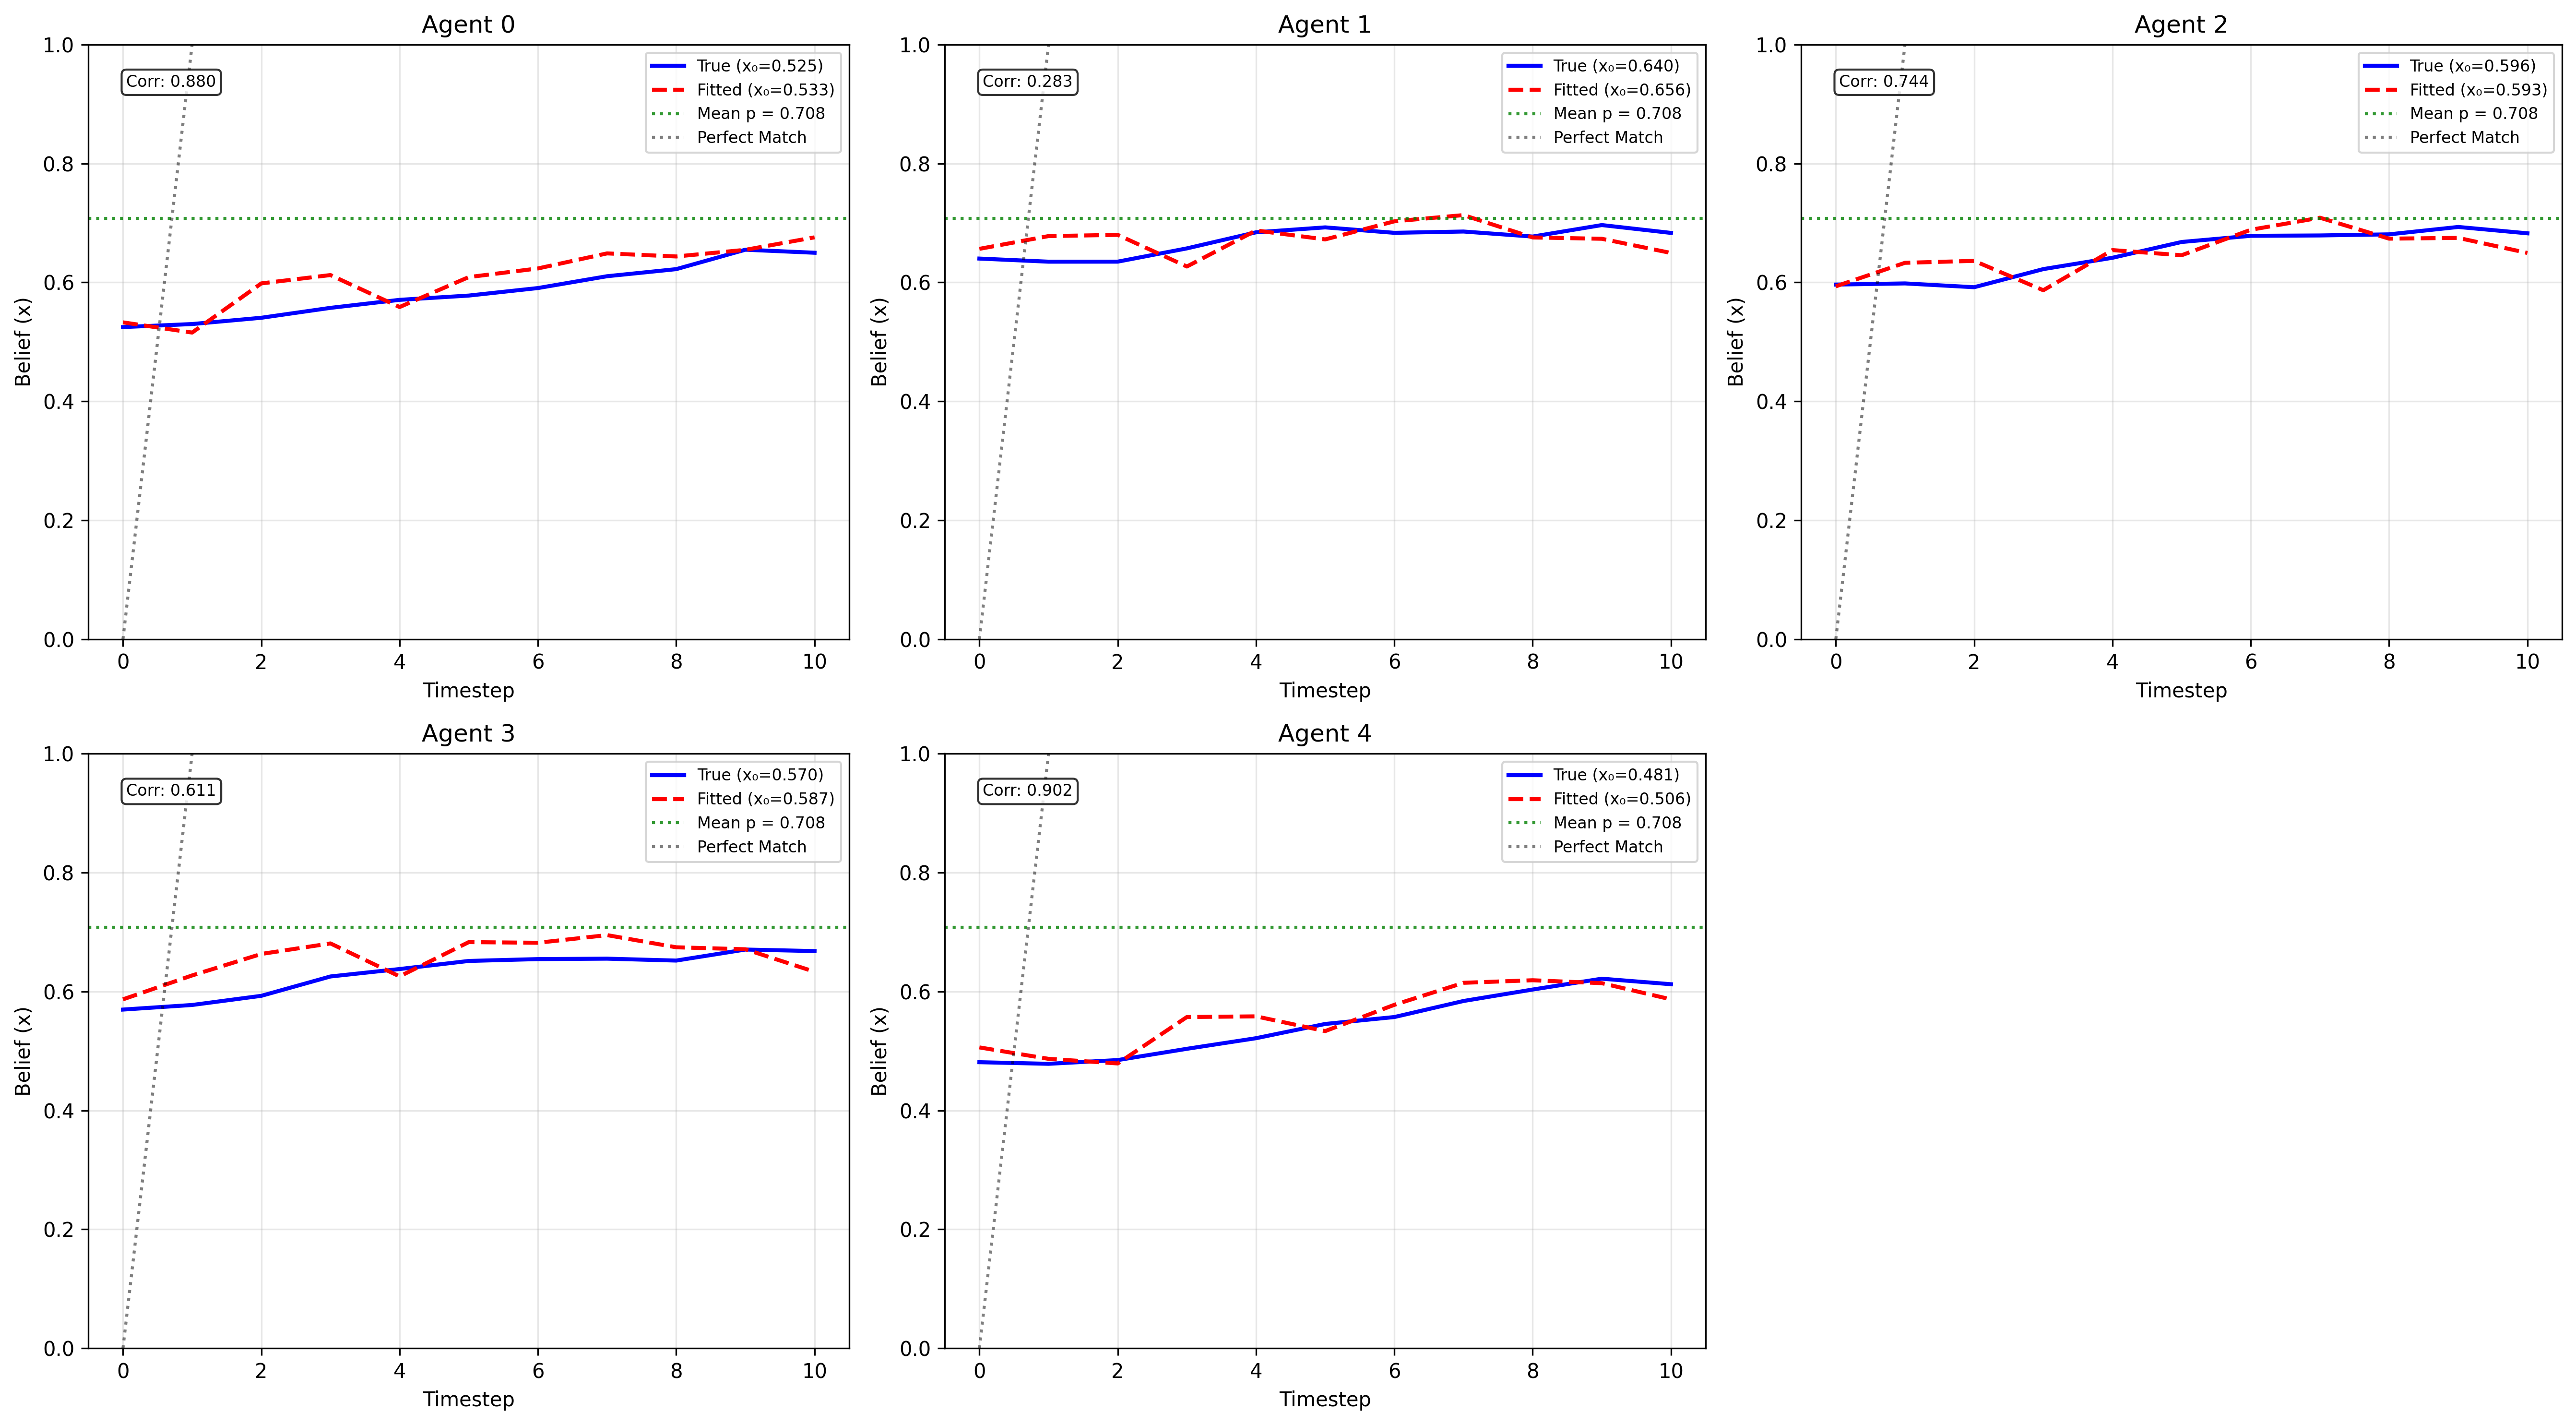 Agent 0
Corr: 0.880
True (x₀=0.525)
Fitted (x₀=0.533)
Mean p = 0.708
Perfect Match
1.0
0.8
0.6
0.4
0.2
0.0
Belief (x)
0 2 4 6 8 10
Timestep
Agent 1
Corr: 0.283
True (x₀=0.640)
Fitted (x₀=0.656)
Mean p = 0.708
Perfect Match
1.0
0.8
0.6
0.4
0.2
0.0
Belief (x)
0 2 4 6 8 10
Timestep
Agent 2
Corr: 0.744
True (x₀=0.596)
Fitted (x₀=0.593)
Mean p = 0.708
Perfect Match
1.0
0.8
0.6
0.4
0.2
0.0
Belief (x)
0 2 4 6 8 10
Timestep
Agent 3
Corr: 0.611
True (x₀=0.570)
Fitted (x₀=0.587)
Mean p = 0.708
Perfect Match
1.0
0.8
0.6
0.4
0.2
0.0
Belief (x)
0 2 4 6 8 10
Timestep
Agent 4
Corr: 0.902
True (x₀=0.481)
Fitted (x₀=0.506)
Mean p = 0.708
Perfect Match
1.0
0.8
0.6
0.4
0.2
0.0
Belief (x)
0 2 4 6 8 10
Timestep